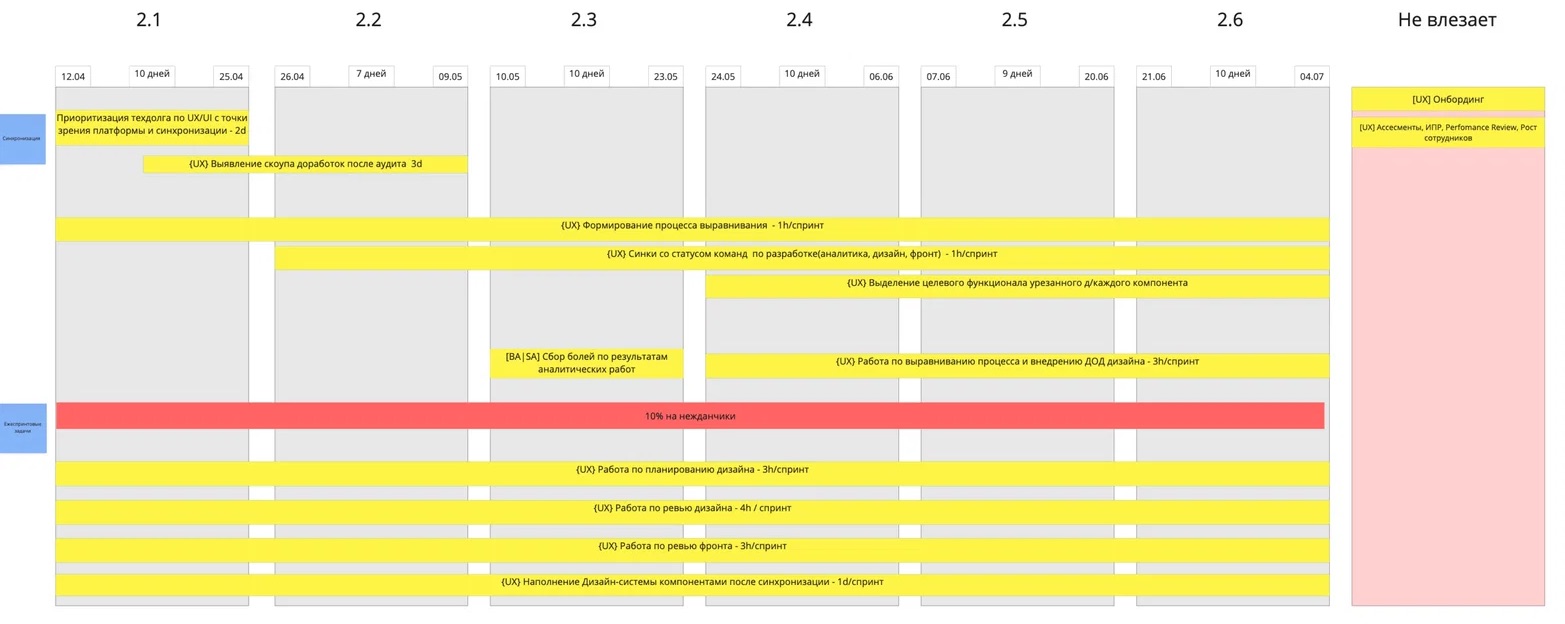 2.1
2.2
2.3
2.4
2.5
2.6
Не влезает
12.04
10 дней
25.04
26.04
7 дней
09.05
10.05
10 дней
23.05
24.05
10 дней
06.06
07.06
9 дней
20.06
21.06
10 дней
04.07
[UX] Онбординг
Приоритизация техдолга по UX/UI с точки
зрения платформы и синхронизации - 2d
[UX] Ассесменты, ИПР, Perfomance Review, Рост
сотрудников
Синхронизация
{UX} Выявление скоупа доработок после аудита  3d
{UX} Формирование процесса выравнивания  - 1h/спринт
{UX} Синки со статусом команд  по разработке(аналитика, дизайн, фронт)  - 1h/спринт
{UX} Выделение целевого функционала урезанного д/каждого компонента
[BA|SA] Сбор болей по результатам
аналитических работ
{UX} Работа по выравниванию процесса и внедрению ДОД дизайна - 3h/спринт
10% на нежданчики
Ежеспринтовые
задачи
{UX} Работа по планированию дизайна - 3h/спринт
{UX} Работа по ревью дизайна - 4h / спринт
{UX} Работа по ревью фронта - 3h/спринт
{UX} Наполнение Дизайн-системы компонентами после синхронизации - 1d/спринт